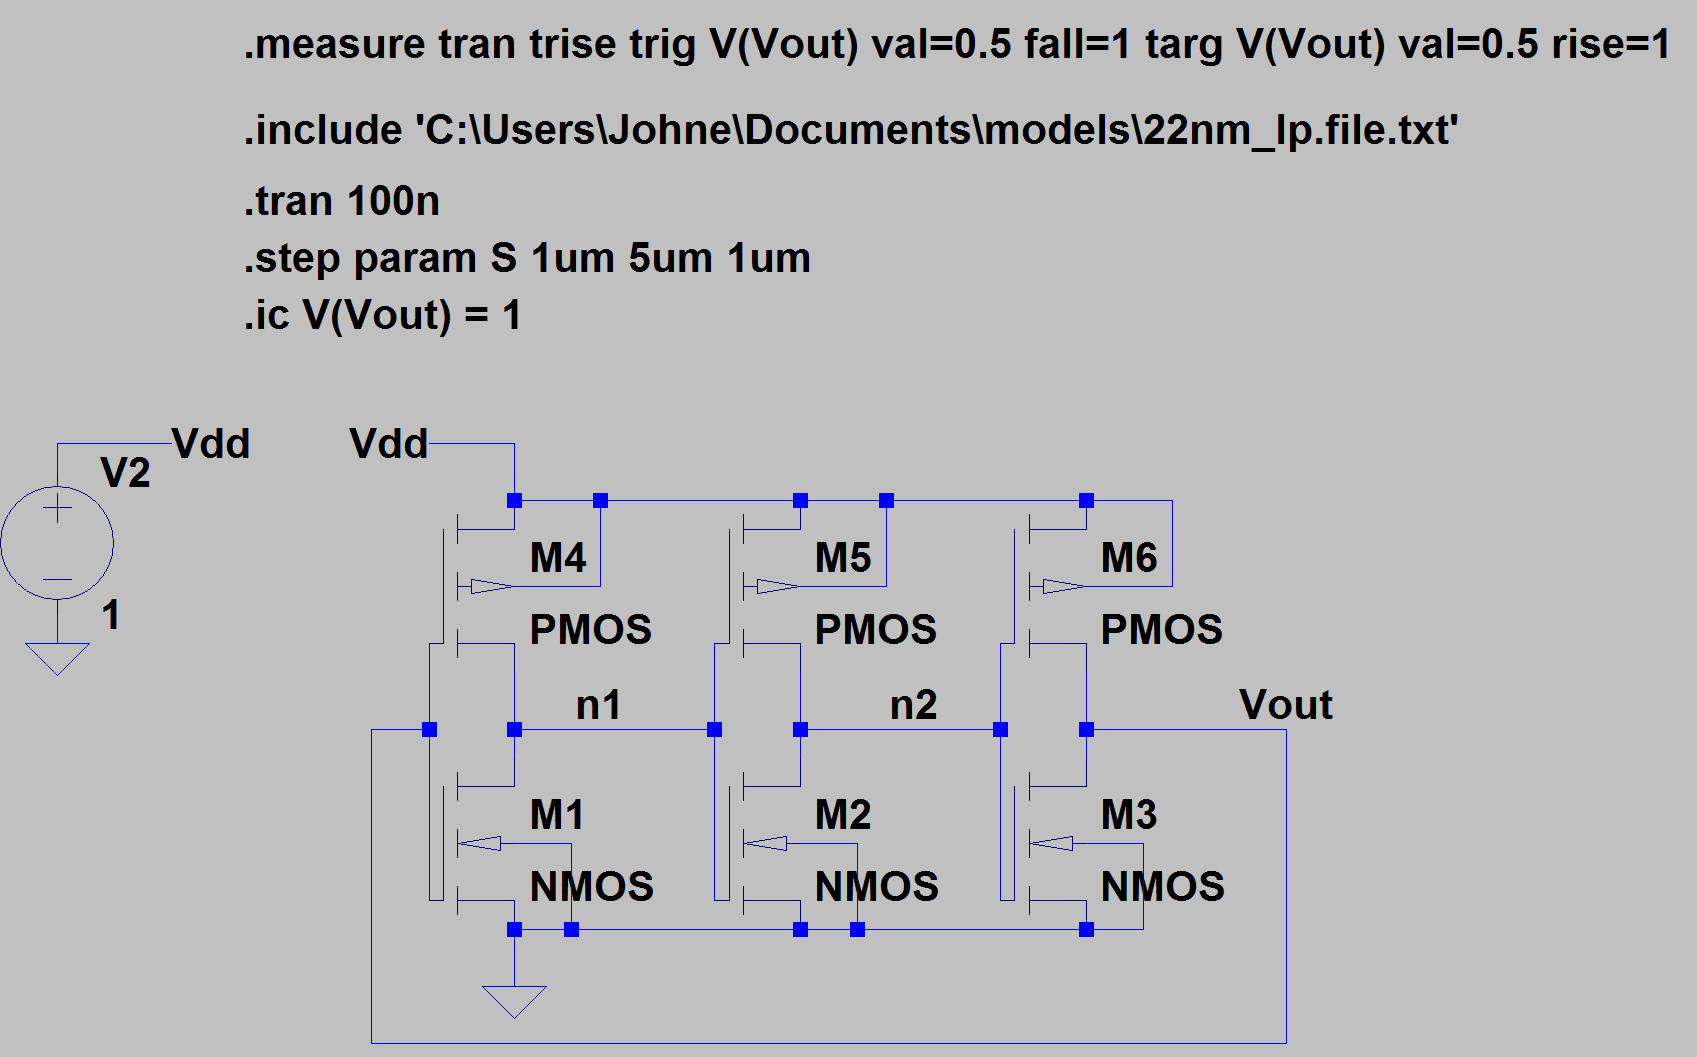 .measure tran trise trig V(Vout) val=0.5 fall=1 targ V(Vout) val=0.5 rise=1
.include 'C:\Users\Johne\Documents\models\22nm_lp.file.txt'
.tran 100n
.step param S 1um 5um 1um
.ic V(Vout) = 1
Vdd
Vdd
V2
M4
M5
M6
1
PMOS
PMOS
PMOS
n1
n2
Vout
M1
M2
M3
NMOS
NMOS
NMOS